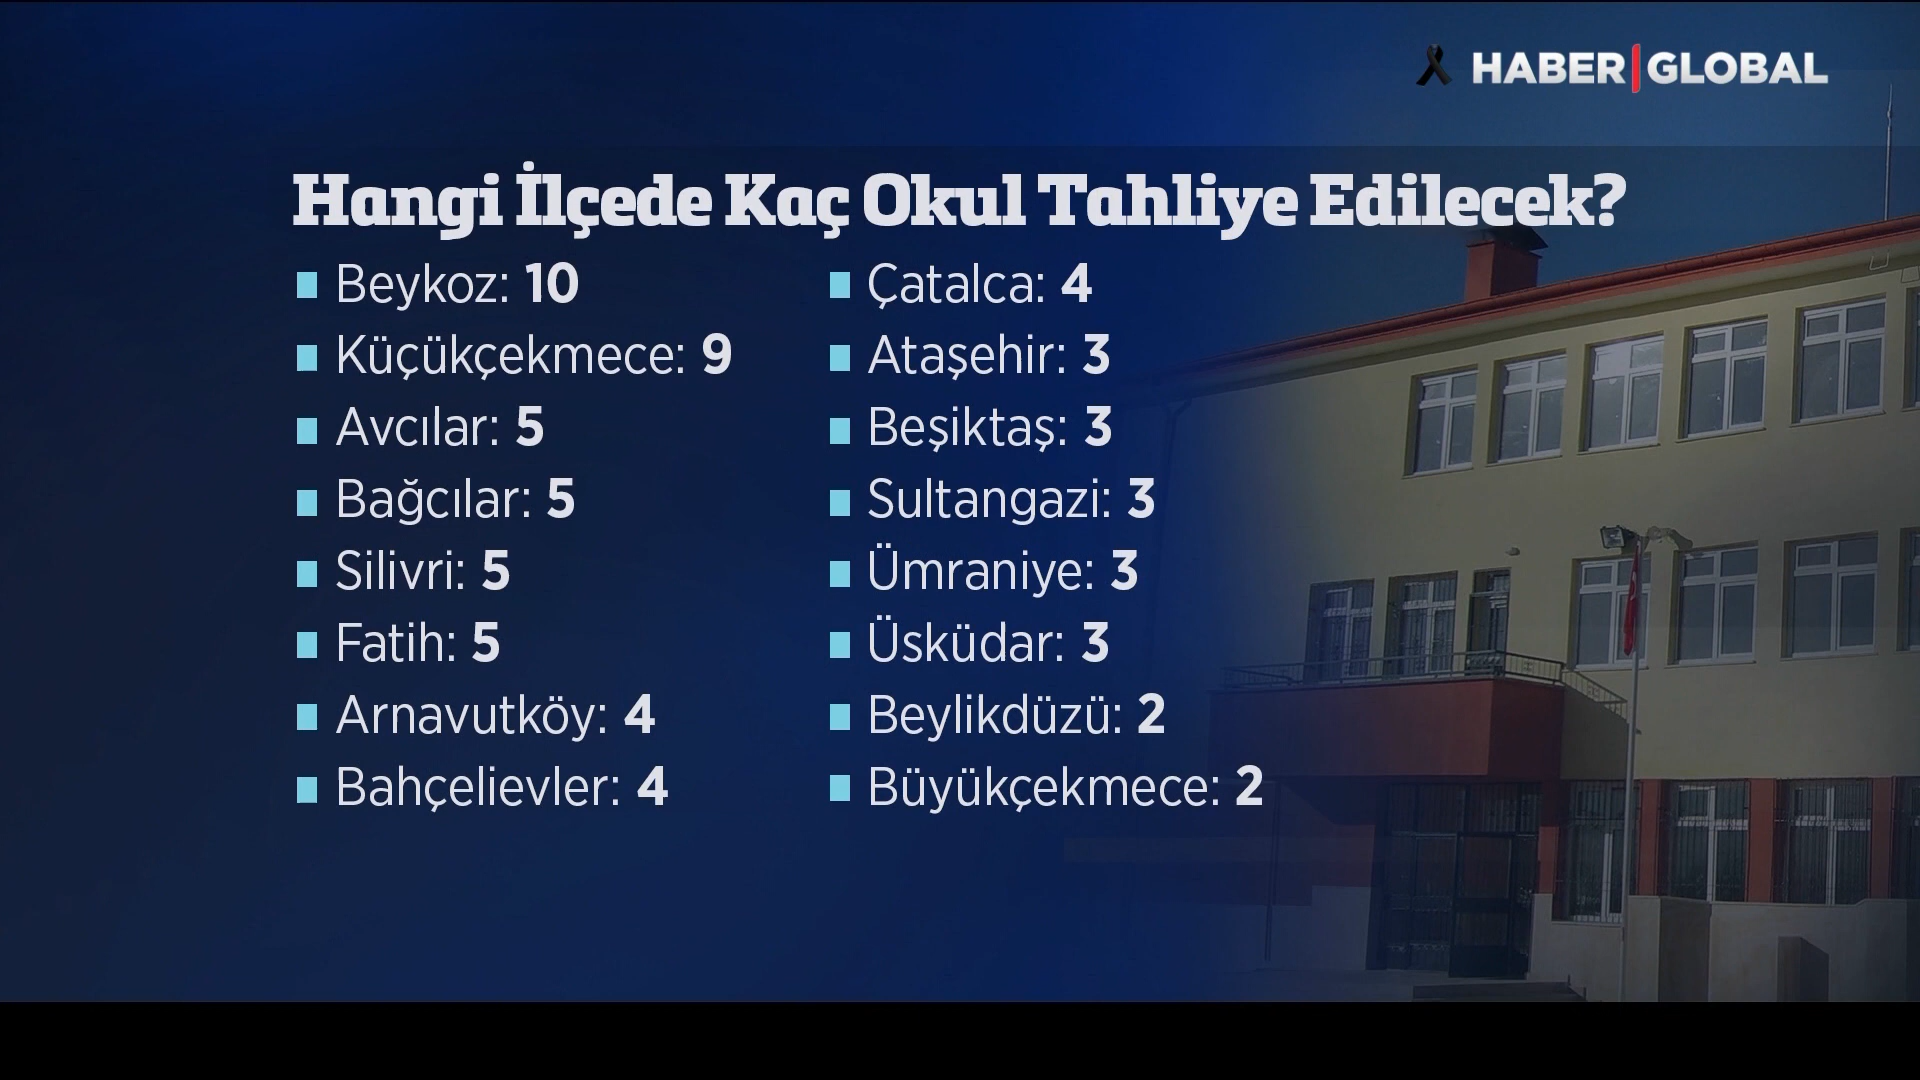 HABER GLOBAL
Hangi İlçede Kaç Okul Tahliye Edilecek?
Beykoz: 10
Küçükçekmece: 9
Avcılar: 5
Bağcılar: 5
Silivri: 5
Fatih: 5
Arnavutköy: 4
Bahçelievler: 4
Çatalca: 4
Ataşehir: 3
Beşiktaş: 3
Sultangazi: 3
Ümraniye: 3
Üsküdar: 3
Beylikdüzü: 2
Büyükçekmece: 2